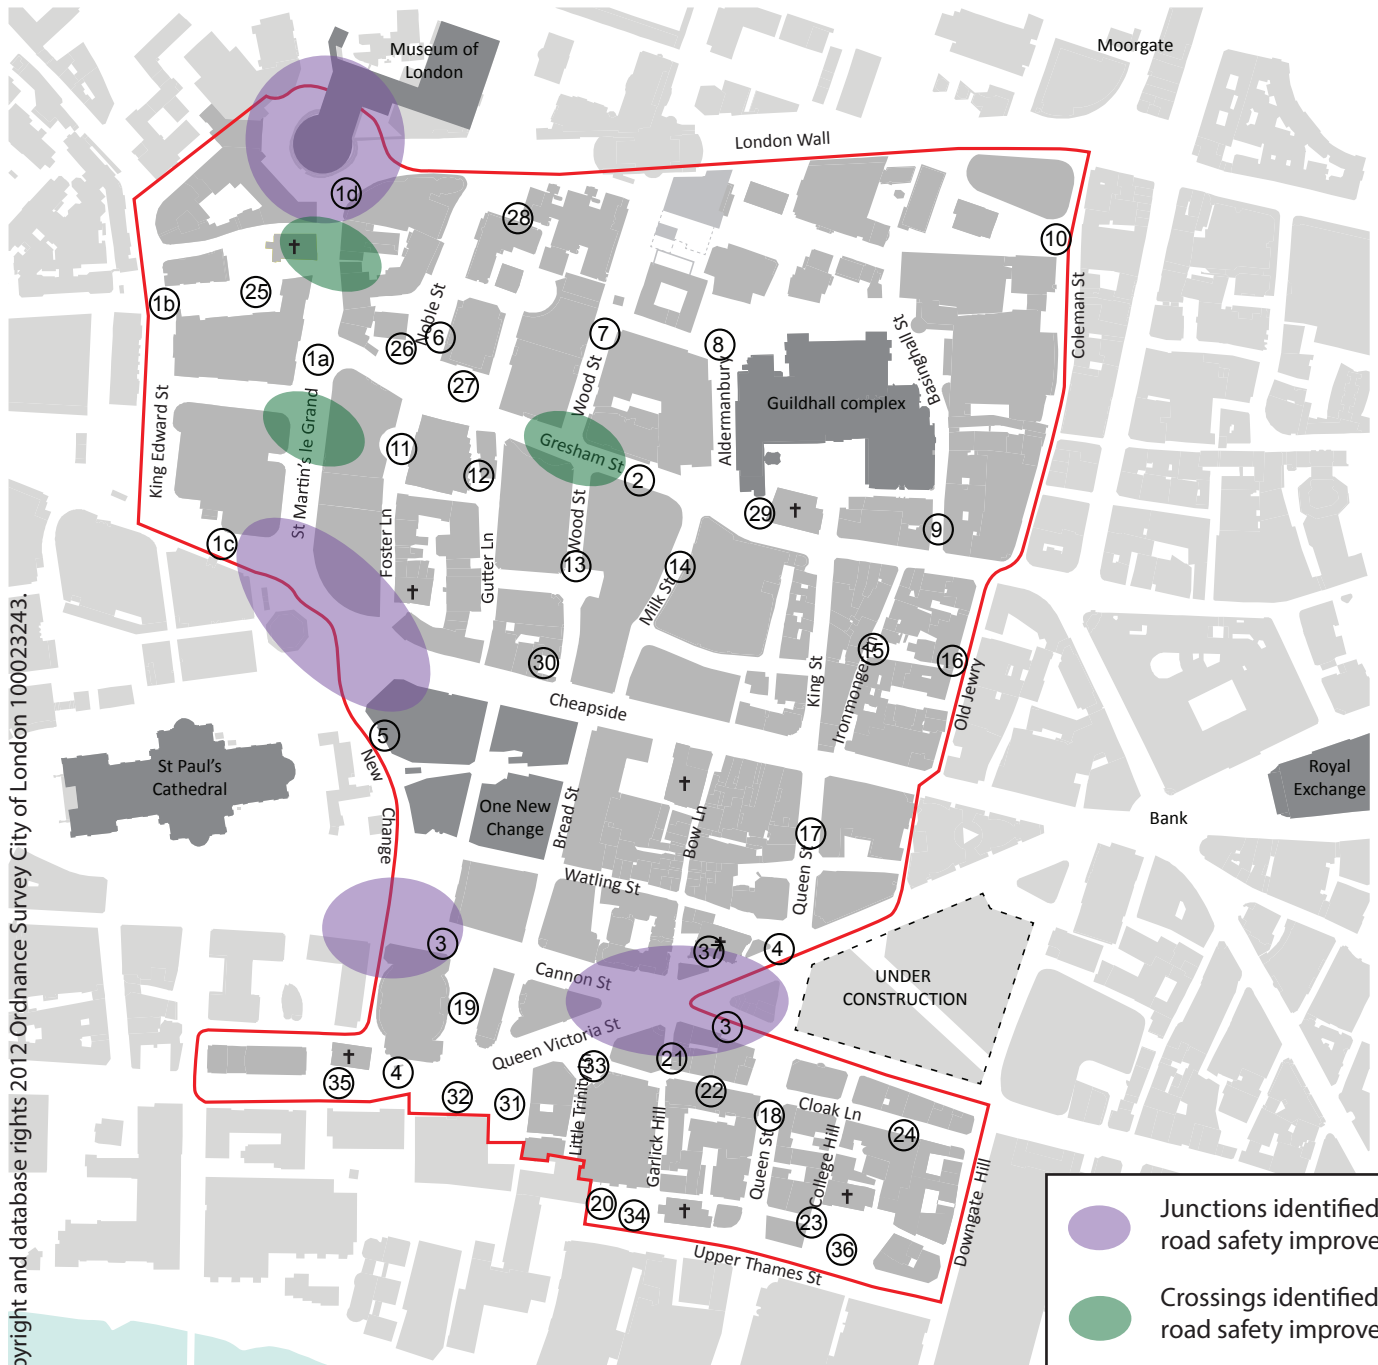 Museum of
London
Moorgate
London Wall
1d
28
10
25
1b
Noble St
6
26
7
8
1a
27
Wood St
Aldermanbury
Basinghall St
Coleman St
Guildhall complex
King Edward St
St Martin's le Grand
11
12
Gresham St
2
29
9
1c
Foster Ln
Gutter Ln
Wood St
13
14
Milk St
30
King St
15
16
Old Jewry
Cheapside
5
New
Change
St Paul's
Cathedral
One New
Change
Bread St
Bow Ln
17
Queen St
Royal
Exchange
Bank
Watling St
3
37
4
Cannon St
UNDER
CONSTRUCTION
19
3
Queen Victoria St
21
33
35
4
32
31
22
18
Cloak Ln
24
Little Trinity
Garlick Hill
Queen St
College Hill
20
34
23
36
Downgate Hill
Upper Thames St
Junctions identified
road safety improve
Crossings identified
road safety improve
pyright and database rights 2012 Ordnance Survey City of London 100023243.